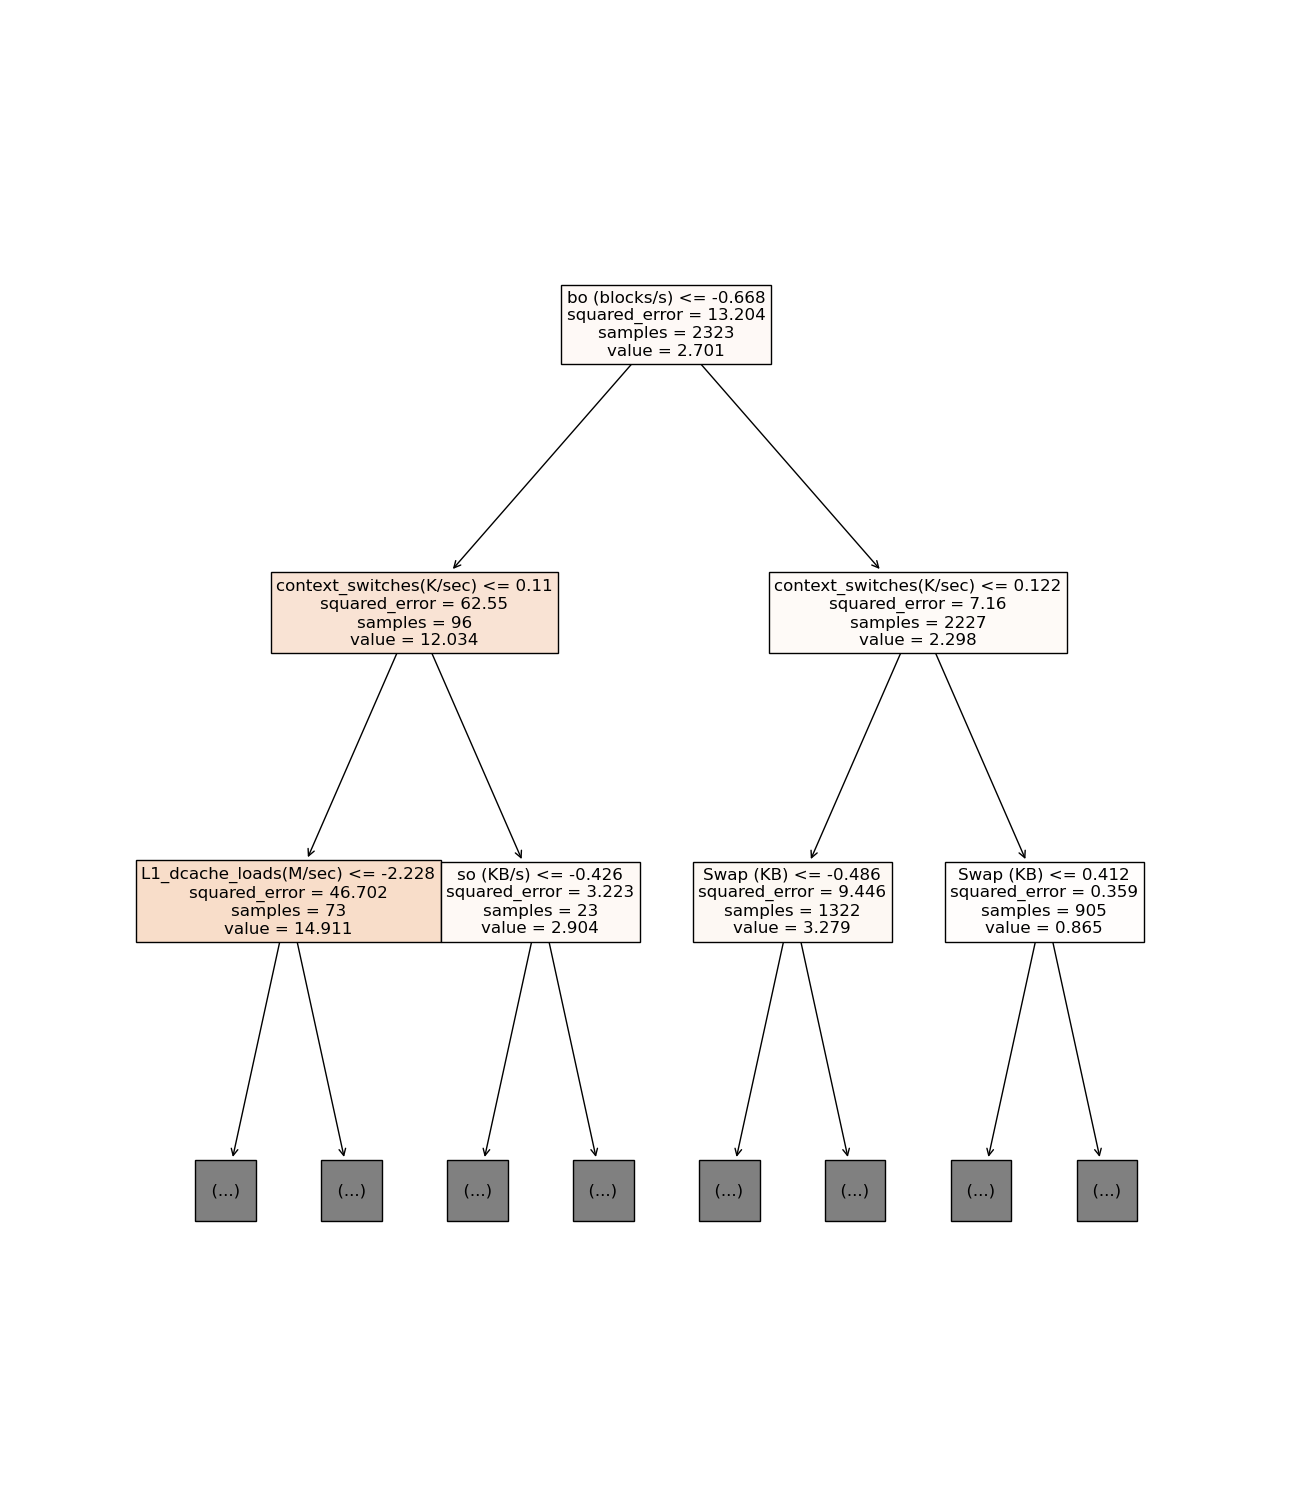 bo (blocks/s) <= -0.668
squared_error = 13.204
samples = 2323
value = 2.701
context_switches(K/sec) <= 0.11
squared_error = 62.55
samples = 96
value = 12.034
context_switches(K/sec) <= 0.122
squared_error = 7.16
samples = 2227
value = 2.298
L1_dcache_loads(M/sec) <= -2.228
squared_error = 46.702
samples = 73
value = 14.911
so (KB/s) <= -0.426
squared_error = 3.223
samples = 23
value = 2.904
Swap (KB) <= -0.486
squared_error = 9.446
samples = 1322
value = 3.279
Swap (KB) <= 0.412
squared_error = 0.359
samples = 905
value = 0.865
(...)
(...)
(...)
(...)
(...)
(...)
(...)
(...)